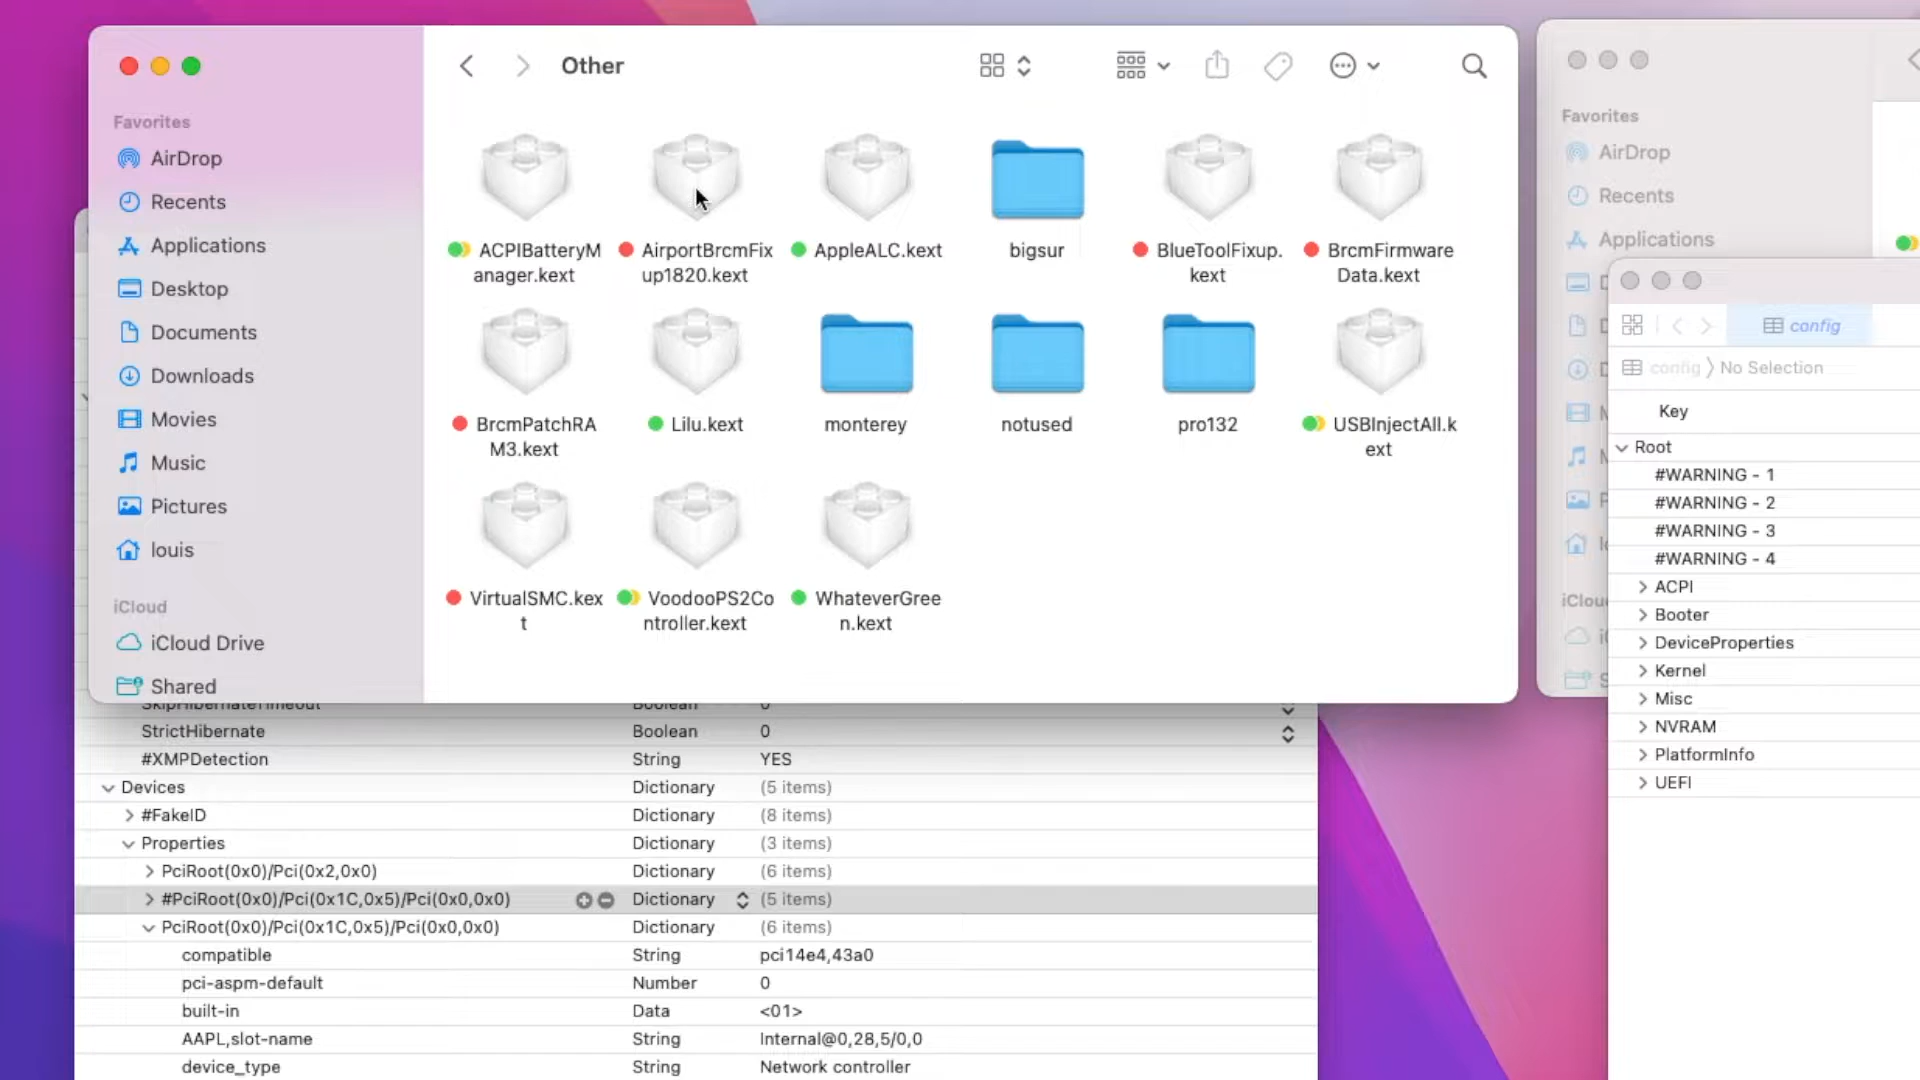 Other
Favorites
AirDrop
Recents
Applications
Desktop
Documents
Downloads
Movies
Music
Pictures
louis
iCloud
iCloud Drive
Shared
ACPIBatteryM
anager.kext
AirportBrcmFix
up1820.kext
AppleALC.kext
bigsur
BlueToolFixup.
kext
BrcmFirmware
Data.kext
BrcmPatchRA
M3.kext
Lilu.kext
monterey
notused
pro132
USBInjectAll.k
ext
VirtualSMC.kex
t
VoodooPS2Co
ntroller.kext
WhateverGree
n.kext
SkipHibernateTimeout Boolean 0
StrictHibernate Boolean 0
#XMPDetection String YES
Devices Dictionary (5 items)
#FakeID Dictionary (8 items)
Properties Dictionary (3 items)
PciRoot(0x0)/Pci(0x2,0x0) Dictionary (6 items)
#PciRoot(0x0)/Pci(0x1C,0x5)/Pci(0x0,0x0) Dictionary (5 items)
PciRoot(0x0)/Pci(0x1C,0x5)/Pci(0x0,0x0) Dictionary (6 items)
compatible String pci14e4,43a0
pci-aspm-default Number 0
built-in Data <01>
AAPL,slot-name String Internal@0,28,5/0,0
device_type String Network controller
Favorites
AirDrop
Recents
Applications
config
config No Selection
Key
Root
#WARNING - 1
#WARNING - 2
#WARNING - 3
#WARNING - 4
ACPI
Booter
DeviceProperties
Kernel
Misc
NVRAM
PlatformInfo
UEFI